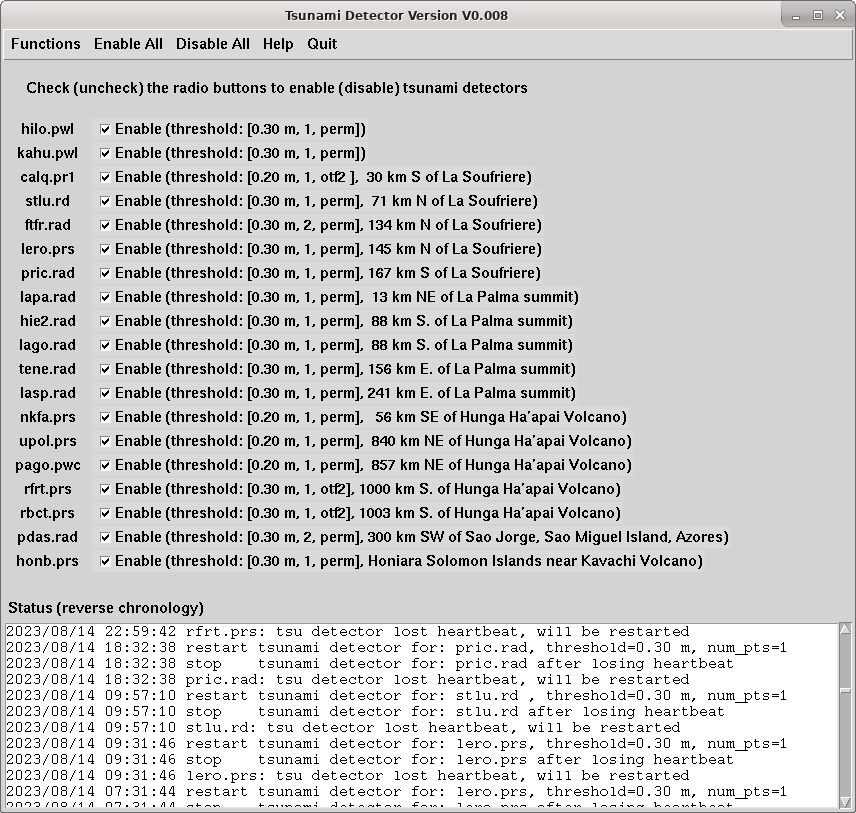 Tsunami Detector Version V0.008
Functions Enable All Disable All Help Quit
Check (uncheck) the radio buttons to enable (disable) tsunami detectors
hilo.pwl Enable (threshold: [0.30 m, 1, perm])
kahu.pwl Enable (threshold: [0.30 m, 1, perm])
calq.pr1 Enable (threshold: [0.20 m, 1, otf2 ], 30 km S of La Soufriere)
stlu.rd Enable (threshold: [0.30 m, 1, perm], 71 km N of La Soufriere)
ftfr.rad Enable (threshold: [0.30 m, 2, perm], 134 km N of La Soufriere)
lero.prs Enable (threshold: [0.30 m, 1, perm], 145 km N of La Soufriere)
pric.rad Enable (threshold: [0.30 m, 1, perm], 167 km S of La Soufriere)
lapa.rad Enable (threshold: [0.30 m, 1, perm], 13 km NE of La Palma summit)
hie2.rad Enable (threshold: [0.30 m, 1, perm], 88 km S. of La Palma summit)
lago.rad Enable (threshold: [0.30 m, 1, perm], 88 km S. of La Palma summit)
tene.rad Enable (threshold: [0.30 m, 1, perm], 156 km E. of La Palma summit)
lasp.rad Enable (threshold: [0.30 m, 1, perm], 241 km E. of La Palma summit)
nkfa.prs Enable (threshold: [0.20 m, 1, perm], 56 km SE of Hunga Ha'apai Volcano)
upol.prs Enable (threshold: [0.20 m, 1, perm], 840 km NE of Hunga Ha'apai Volcano)
pago.pwc Enable (threshold: [0.20 m, 1, perm], 857 km NE of Hunga Ha'apai Volcano)
rfrt.prs Enable (threshold: [0.30 m, 1, otf2], 1000 km S. of Hunga Ha'apai Volcano)
rbct.prs Enable (threshold: [0.30 m, 1, otf2], 1003 km S. of Hunga Ha'apai Volcano)
pdas.rad Enable (threshold: [0.30 m, 2, perm], 300 km SW of Sao Jorge, Sao Miguel Island, Azores)
honb.prs Enable (threshold: [0.30 m, 1, perm], Honiara Solomon Islands near Kavachi Volcano)
Status (reverse chronology)
2023/08/14 22:59:42 rfrt.prs: tsu detector lost heartbeat, will be restarted
2023/08/14 18:32:38 restart tsunami detector for: pric.rad, threshold=0.30 m, num_pts=1
2023/08/14 18:32:38 stop    tsunami detector for: pric.rad after losing heartbeat
2023/08/14 18:32:38 pric.rad: tsu detector lost heartbeat, will be restarted
2023/08/14 09:57:10 restart tsunami detector for: stlu.rd , threshold=0.30 m, num_pts=1
2023/08/14 09:57:10 stop    tsunami detector for: stlu.rd after losing heartbeat
2023/08/14 09:57:10 stlu.rd: tsu detector lost heartbeat, will be restarted
2023/08/14 09:31:46 restart tsunami detector for: lero.prs, threshold=0.30 m, num_pts=1
2023/08/14 09:31:46 stop    tsunami detector for: lero.prs after losing heartbeat
2023/08/14 09:31:46 lero.prs: tsu detector lost heartbeat, will be restarted
2023/08/14 07:31:44 restart tsunami detector for: lero.prs, threshold=0.30 m, num_pts=1
2023/08/14 07:31:44 stop    tsunami detector for: lero.prs after losing heartbeat